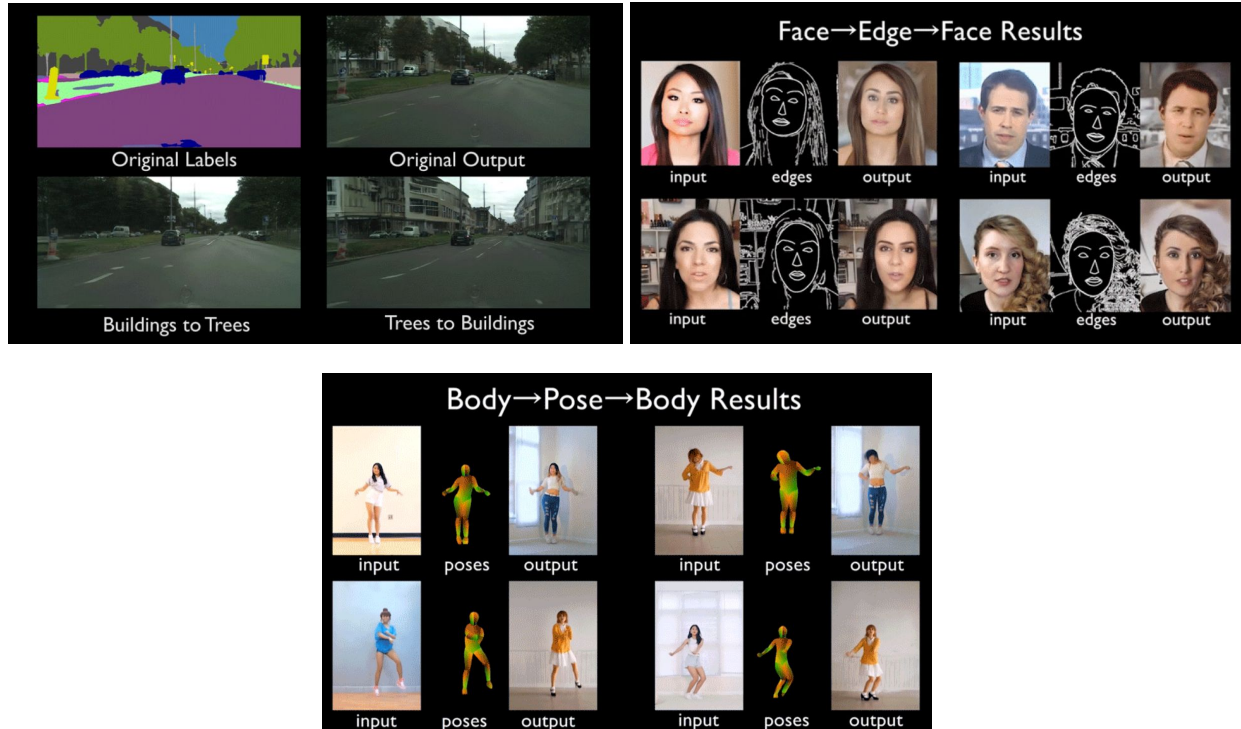 Original Labels
Original Output
Buildings to Trees
Trees to Buildings
Face→Edge→Face Results
input edges output input edges output
input edges output input edges output
Body→Pose→Body Results
input poses output input poses output
input poses output input poses output